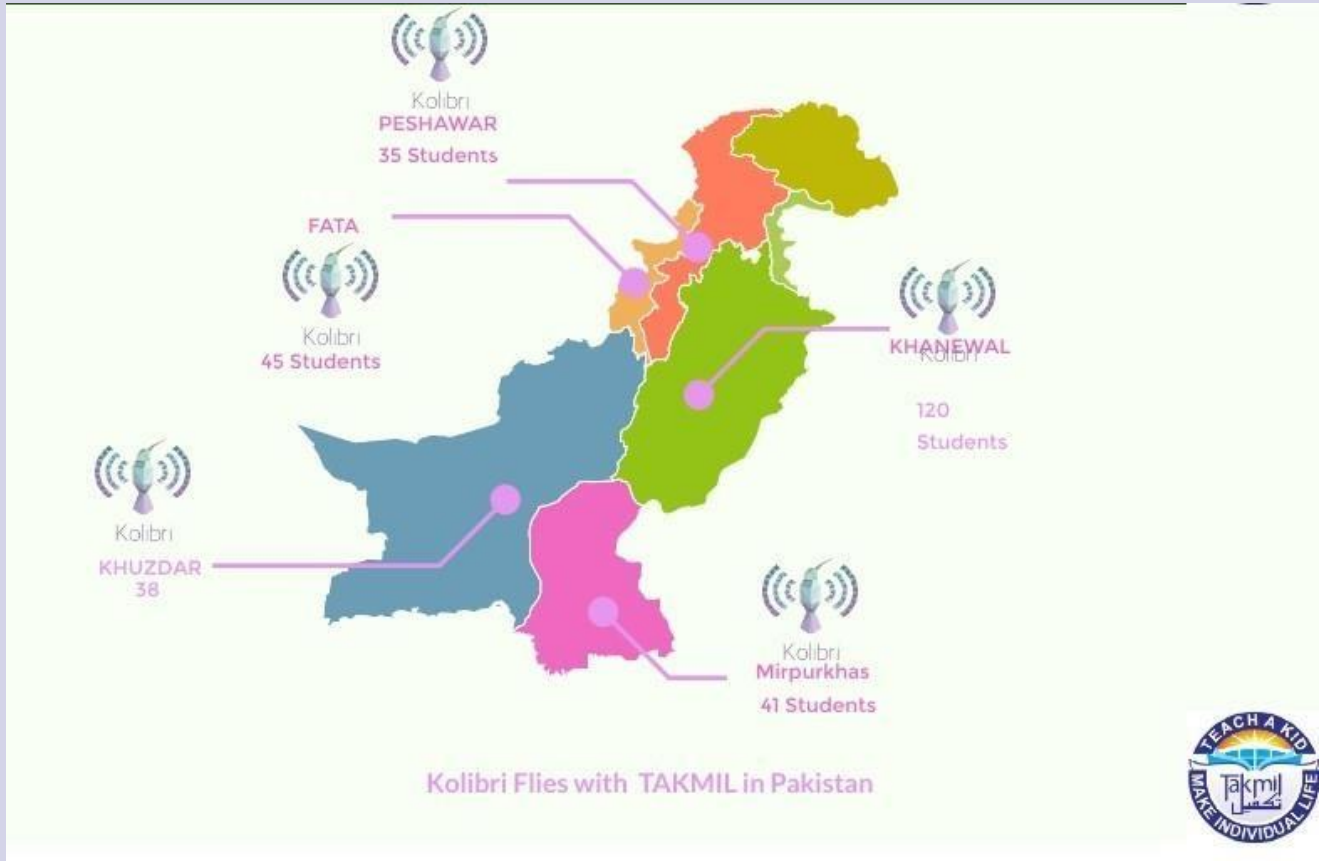 Kolibri
PESHAWAR
35 Students
FATA
Kolibri
45 Students
KHANEWAL
Kolibri
120
Students
Kolibri
KHUZDAR
38
Kolibri
Mirpurkhas
41 Students
Kolibri Flies with TAKMIL in Pakistan
TEACH A KID
Takmil
تکمیل
MAKE INDIVIDUAL LIFE